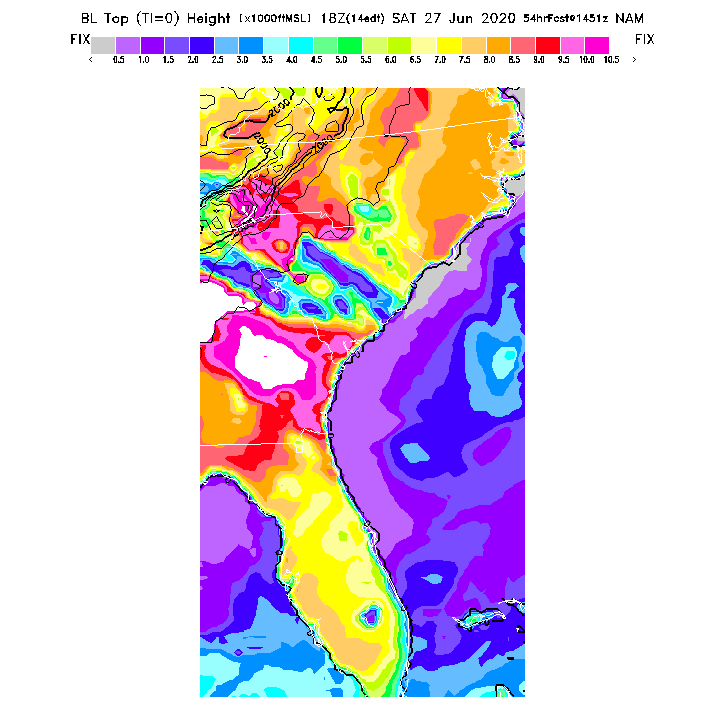 BL Top (TI=0) Height [x1000ftMSL] 18Z(14edt) SAT 27 Jun 2020 54hrFcst@1451z NAM
FIX FIX
< 0.5 1.0 1.5 2.0 2.5 3.0 3.5 4.0 4.5 5.0 5.5 6.0 6.5 7.0 7.5 8.0 8.5 9.0 9.5 10.0 10.5 >
2000
2000
2000